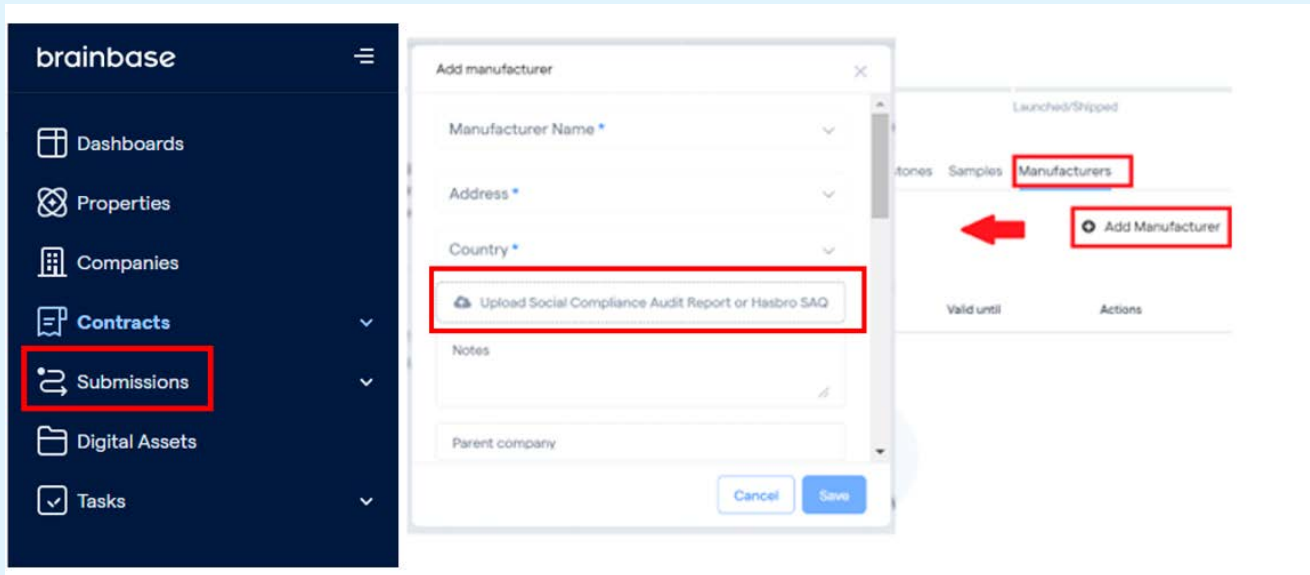 brainbase
Dashboards
Properties
Companies
Contracts
Submissions
Digital Assets
Tasks
Add manufacturer
Manufacturer Name *
Address *
Country *
Upload Social Compliance Audit Report or Hasbro SAQ
Notes
Parent company
Cancel
Save
Launched/Shipped
Samples Manufacturers
Add Manufacturer
Valid until Actions